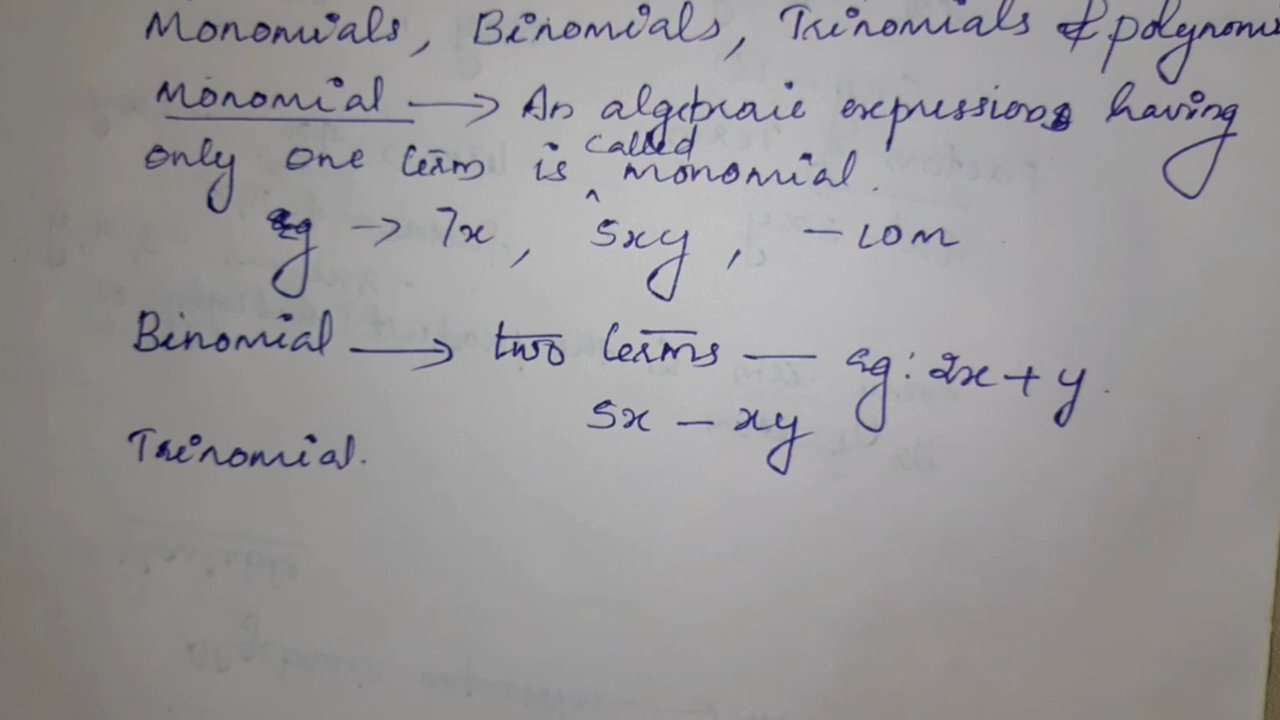 Monomials, Binomials, Trinomials & polynomi
Monomial → An algebraic expression having
only one term is called monomial.
eg → 7x, 5xy, -10m
Binomial → two terms — eg: 2x + y.
5x - xy
Trinomial.